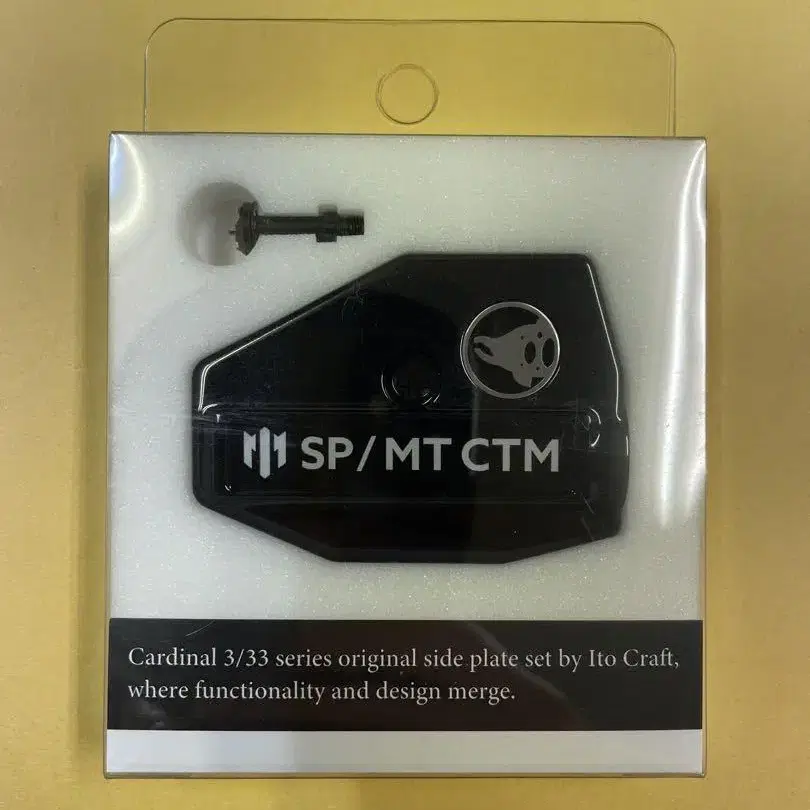 SP/MT CTM
Cardinal 3/33 series original side plate set by Ito Craft,
where functionality and design merge.